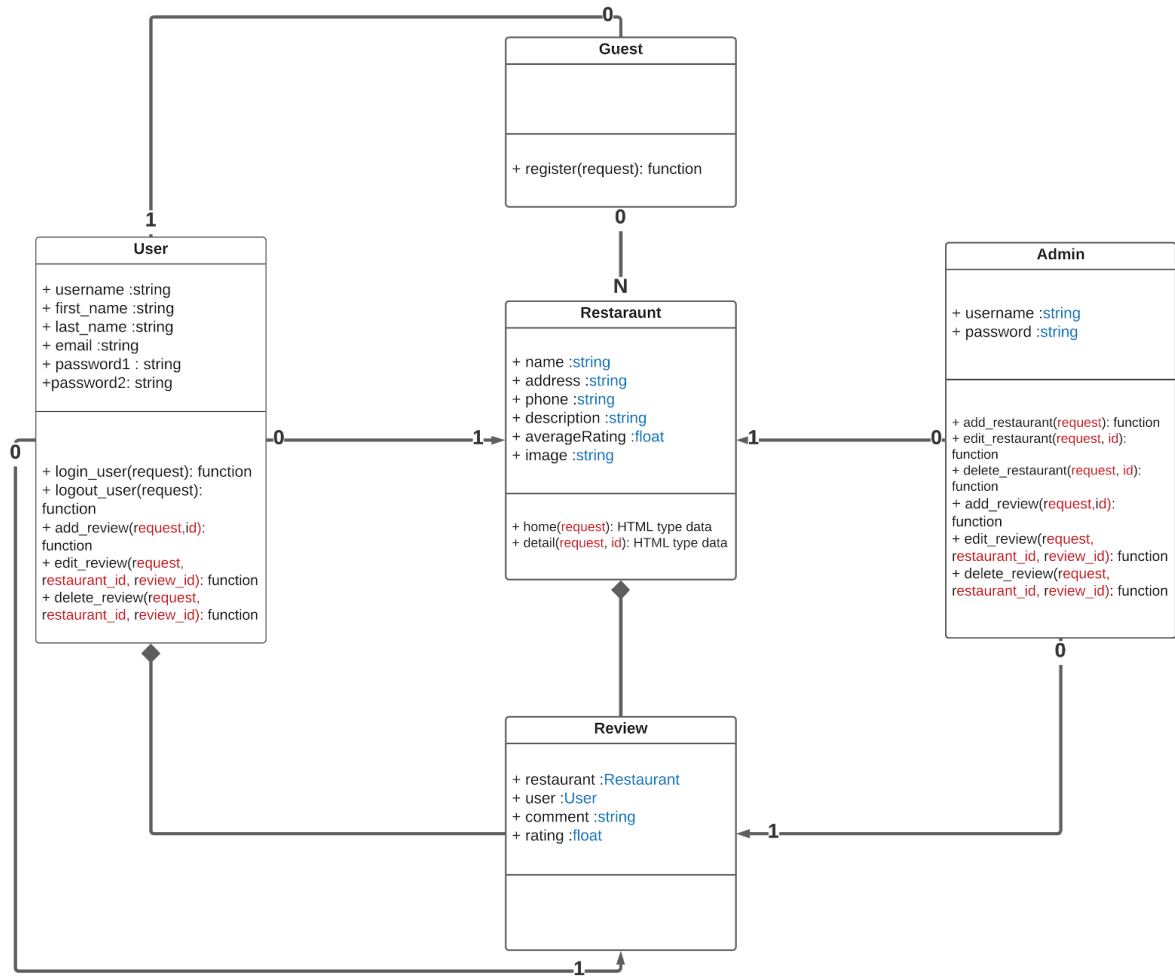 0
Guest
+ register(request): function
0
1
User
+ username :string
+ first_name :string
+ last_name :string
+ email :string
+ password1 : string
+password2: string
+ login_user(request): function
+ logout_user(request):
function
+ add_review(request,id):
function
+ edit_review(request,
restaurant_id, review_id): function
+ delete_review(request,
restaurant_id, review_id): function
0
0
1
N
Restaraunt
+ name :string
+ address :string
+ phone :string
+ description :string
+ averageRating :float
+ image :string
+ home(request): HTML type data
+ detail(request, id): HTML type data
1
0
Admin
+ username :string
+ password :string
+ add_restaurant(request): function
+ edit_restaurant(request, id):
function
+ delete_restaurant(request, id):
function
+ add_review(request,id):
function
+ edit_review(request,
restaurant_id, review_id): function
+ delete_review(request,
restaurant_id, review_id): function
0
Review
+ restaurant :Restaurant
+ user :User
+ comment :string
+ rating :float
1
1